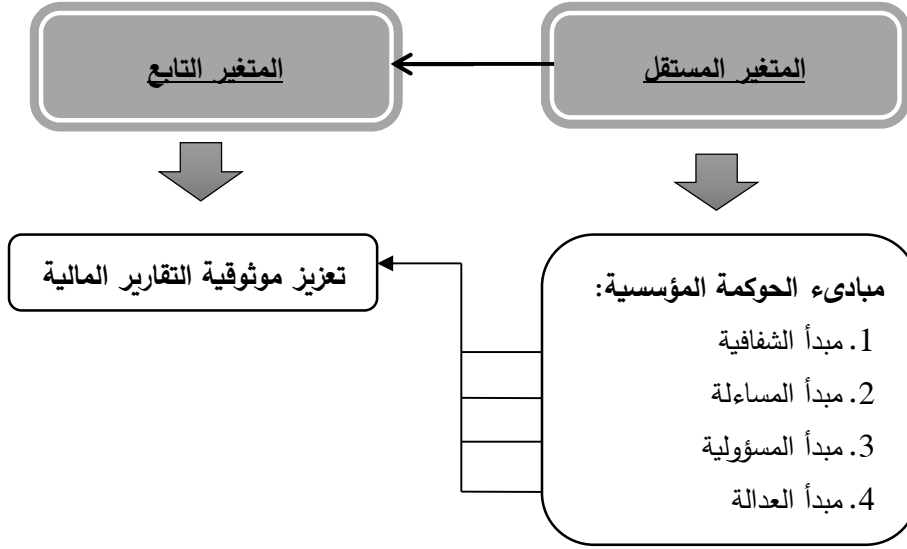 المتغير المستقل
المتغير التابع
مبادىء الحوكمة المؤسسية:
1. مبدأ الشفافية
2. مبدأ المساءلة
3. مبدأ المسؤولية
4. مبدأ العدالة
تعزيز موثوقية التقارير المالية